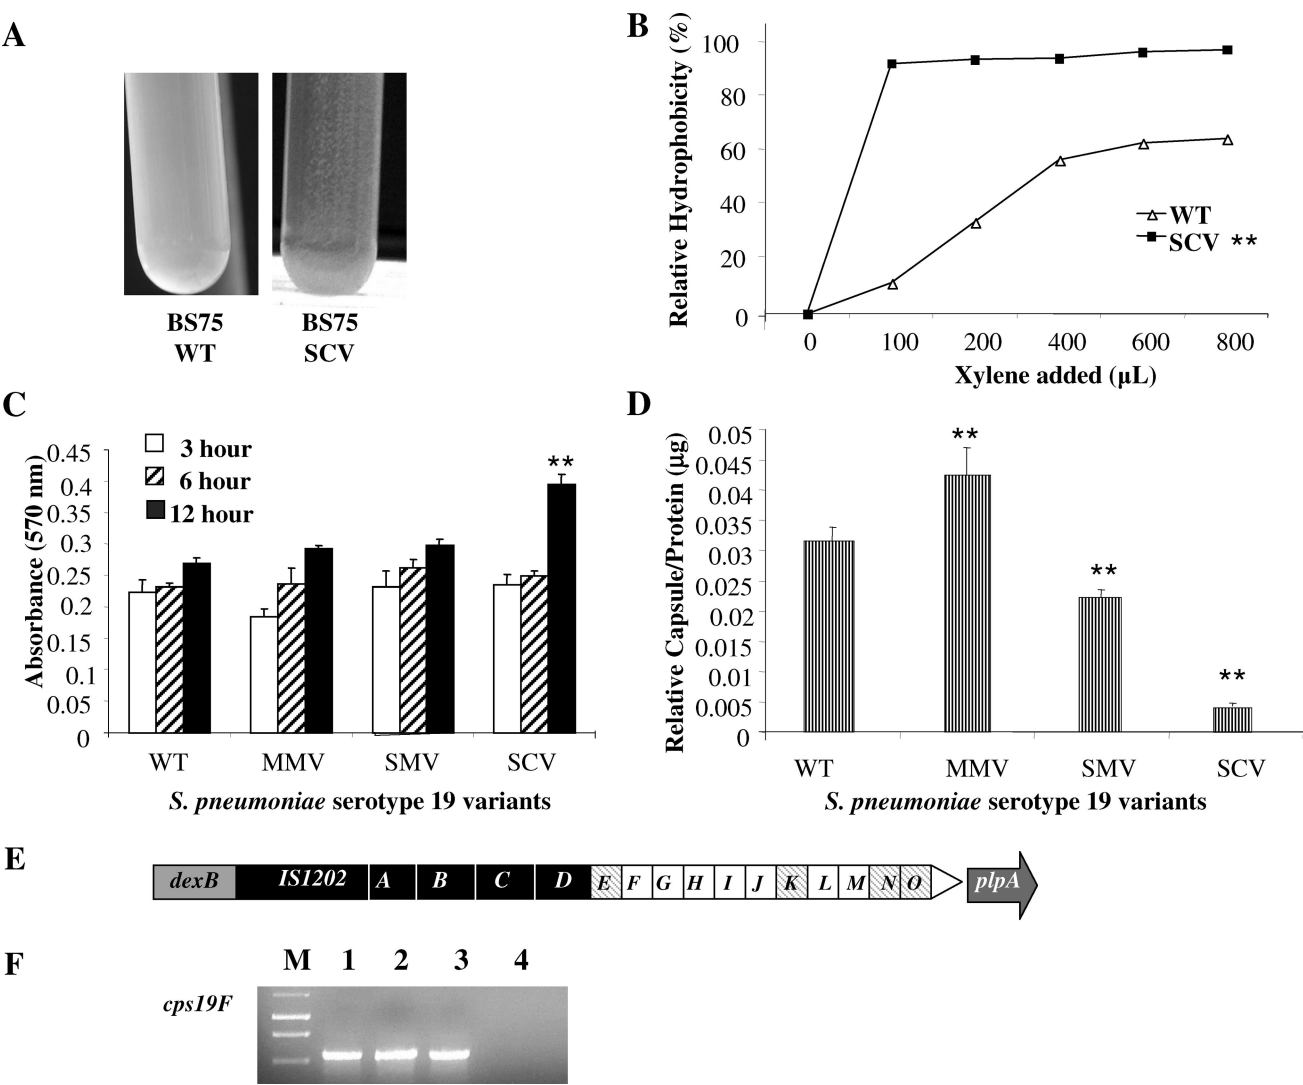 A
BS75
WT
BS75
SCV
B
Relative Hydrophobicity (%)
100
80
60
40
20
0
WT
SCV **
0 100 200 400 600 800
Xylene added (µL)
C
Absorbance (570 nm)
0.45
0.4
0.35
0.3
0.25
0.2
0.15
0.1
0.05
0
3 hour
6 hour
12 hour
**
WT MMV SMV SCV
S. pneumoniae serotype 19 variants
D
Relative Capsule/Protein (µg)
0.05
0.045
0.04
0.035
0.03
0.025
0.02
0.015
0.01
0.005
0
**
**
**
WT MMV SMV SCV
S. pneumoniae serotype 19 variants
E
dexB IS1202 A B C D E F G H I J K L M N O plpA
F
M 1 2 3 4
cps19F